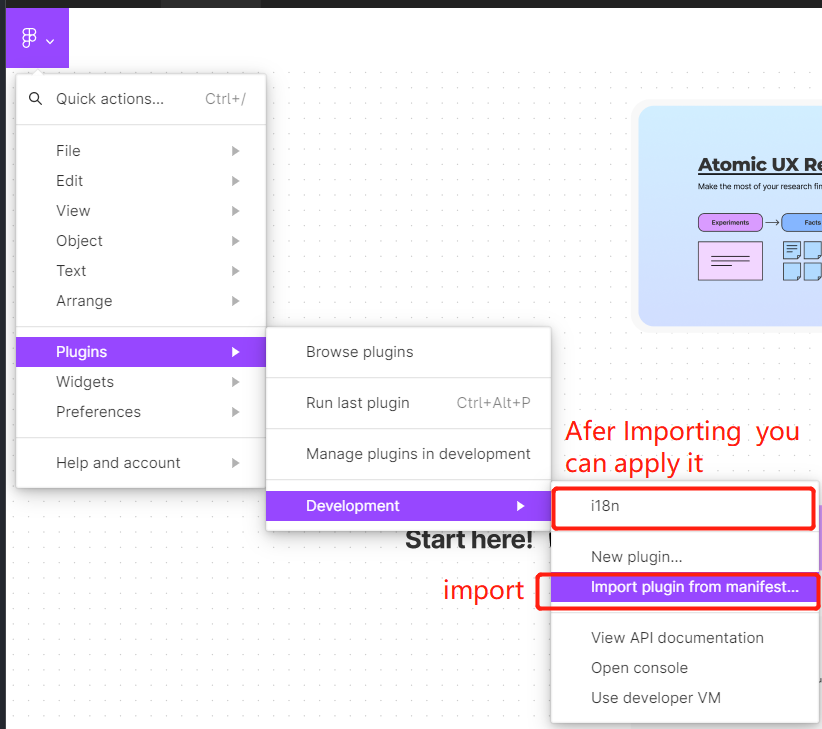 Quick actions... Ctrl+/
File
Edit
View
Object
Text
Arrange
Plugins
Widgets
Preferences
Help and account
Browse plugins
Run last plugin Ctrl+Alt+P
Manage plugins in development
Development
Afer Importing you
can apply it
i18n
New plugin...
import
Import plugin from manifest...
View API documentation
Open console
Use developer VM
Start here!
Atomic UX Re
Make the most of your research fin
Experiments
Facts